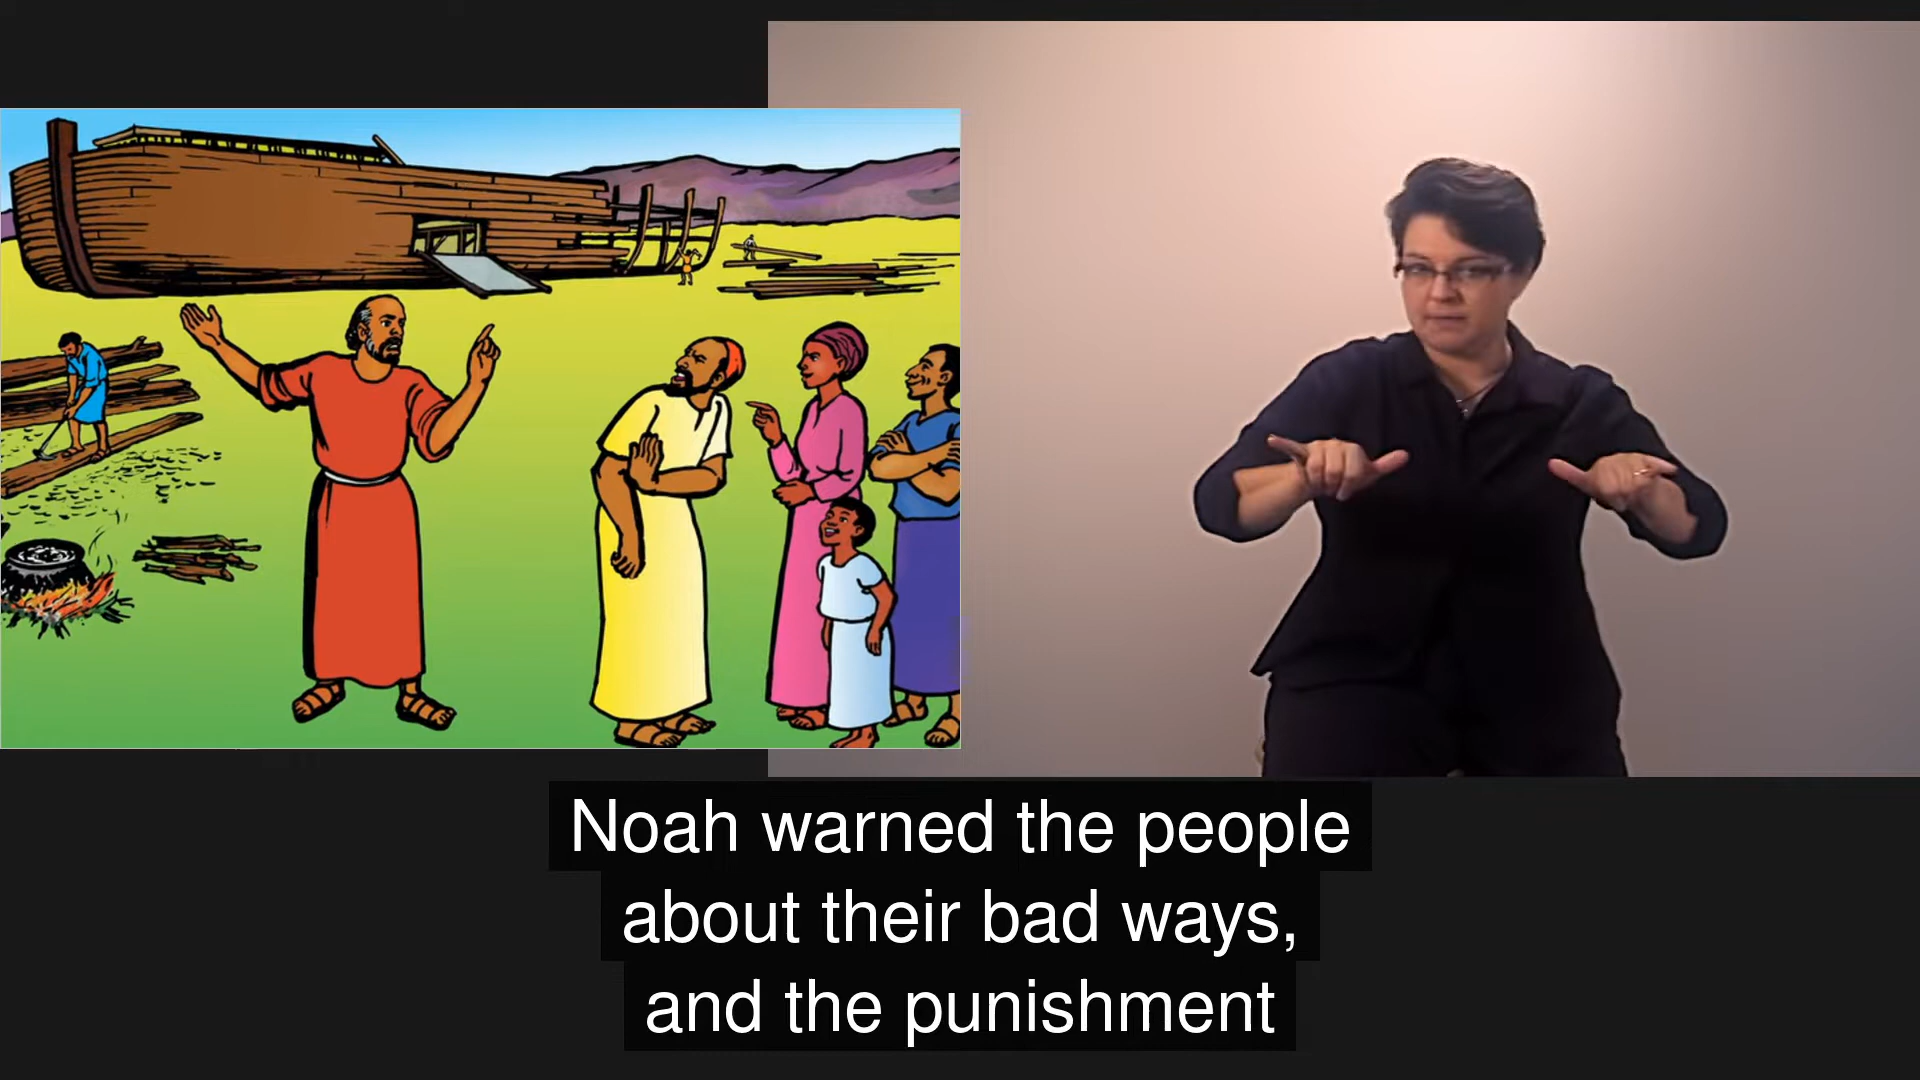 Noah warned the people
about their bad ways,
and the punishment